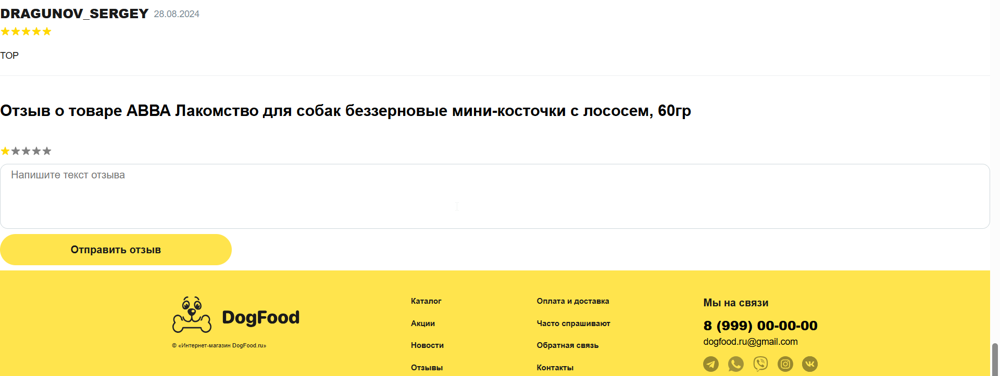 DRAGUNOV_SERGEY 28.08.2024
TOP
Отзыв о товаре АВВА Лакомство для собак беззерновые мини-косточки с лососем, 60гр
Напишите текст отзыва
Отправить отзыв
DogFood
© «Интернет-магазин DogFood.ru»
Каталог
Акции
Новости
Отзывы
Оплата и доставка
Часто спрашивают
Обратная связь
Контакты
Мы на связи
8 (999) 00-00-00
dogfood.ru@gmail.com